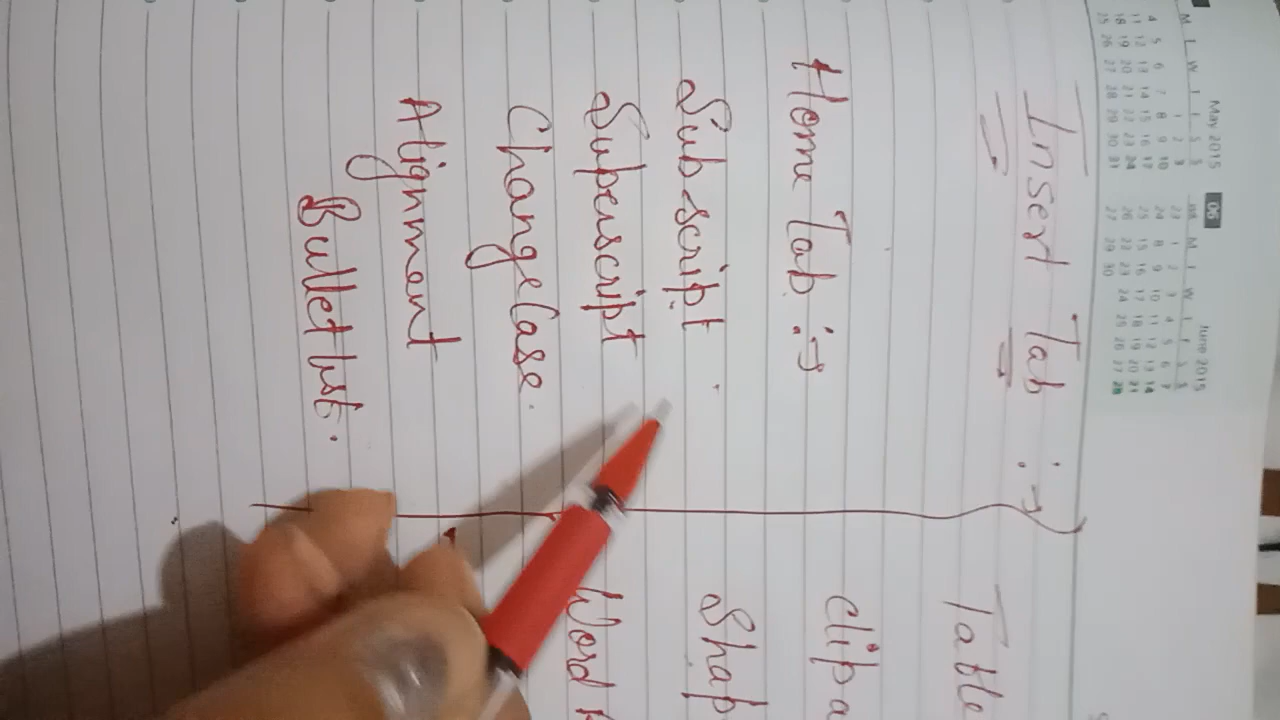 May 2015
June 2015
06
Insert Tab :→
Home Tab :→
Subscript
Superscript
Change Case.
Alignment
Bullet list.
Table
Clip a
Shap
Word